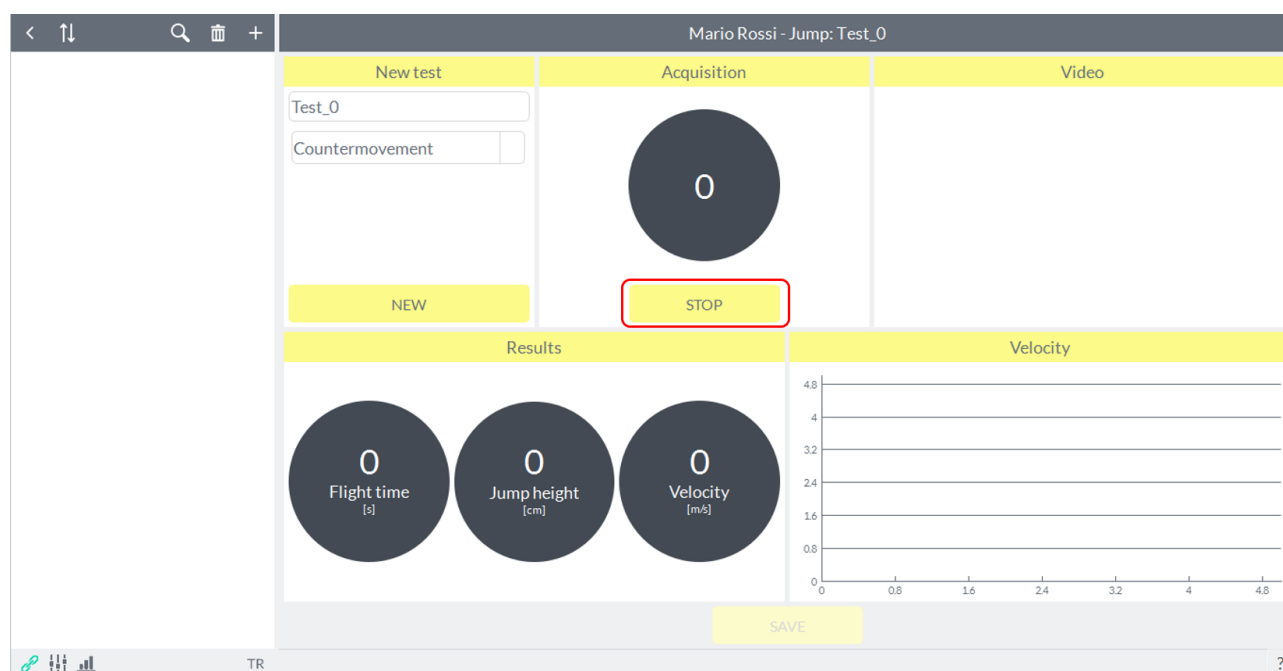 Mario Rossi - Jump: Test_0
New test
Acquisition
Video
Test_0
Countermovement
0
NEW
STOP
Results
Velocity
0
Flight time
[s]
0
Jump height
[cm]
0
Velocity
[m/s]
4.8
4
3.2
2.4
1.6
0.8
0
0 0.8 1.6 2.4 3.2 4 4.8
SAVE
TR
?